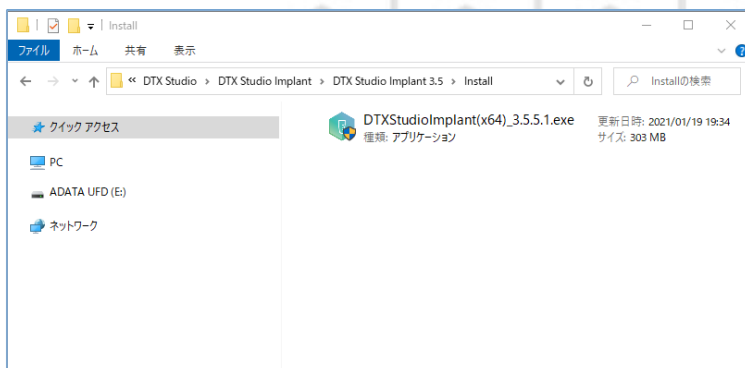 Install
ファイル ホーム 共有 表示
« DTX Studio › DTX Studio Implant › DTX Studio Implant 3.5 › Install Installの検索
クイック アクセス
PC
ADATA UFD (E:)
ネットワーク
DTXStudioImplant(x64)_3.5.5.1.exe 更新日時: 2021/01/19 19:34
種類: アプリケーション サイズ: 303 MB